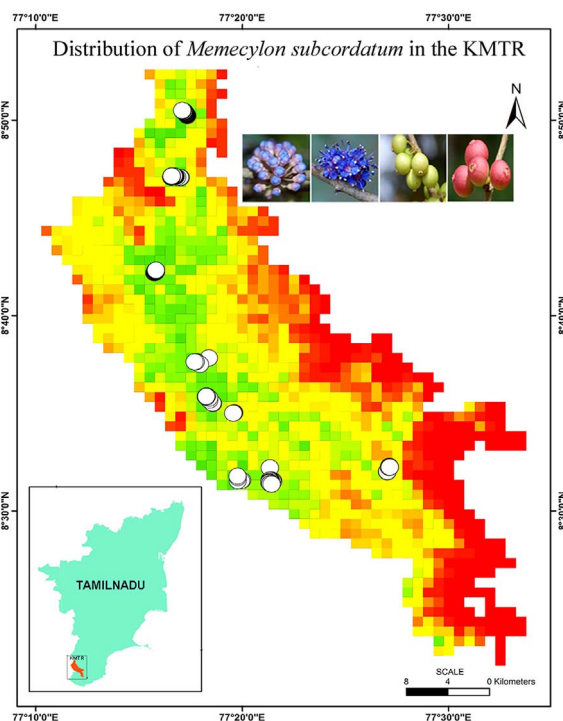 77°10'0"E 77°20'0"E 77°30'0"E
Distribution of Memecylon subcordatum in the KMTR
N
8°50'0"N 8°50'0"N
8°40'0"N 8°40'0"N
8°30'0"N 8°30'0"N
TAMILNADU
KMTR
SCALE
8 4 0 Kilometers
77°10'0"E 77°20'0"E 77°30'0"E